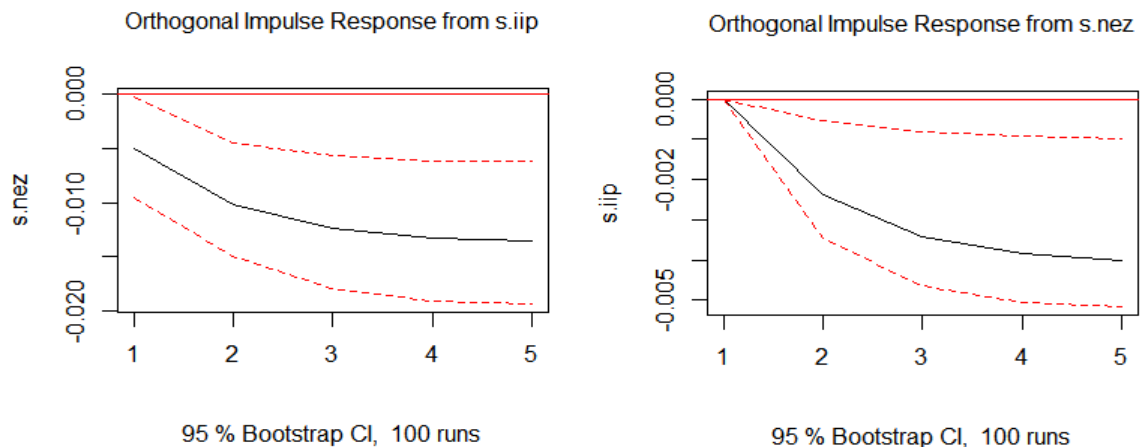 Orthogonal Impulse Response from s.iip
s.nez
0.000
-0.010
-0.020
1 2 3 4 5
95 % Bootstrap CI, 100 runs
Orthogonal Impulse Response from s.nez
s.iip
0.000
-0.002
-0.005
1 2 3 4 5
95 % Bootstrap CI, 100 runs